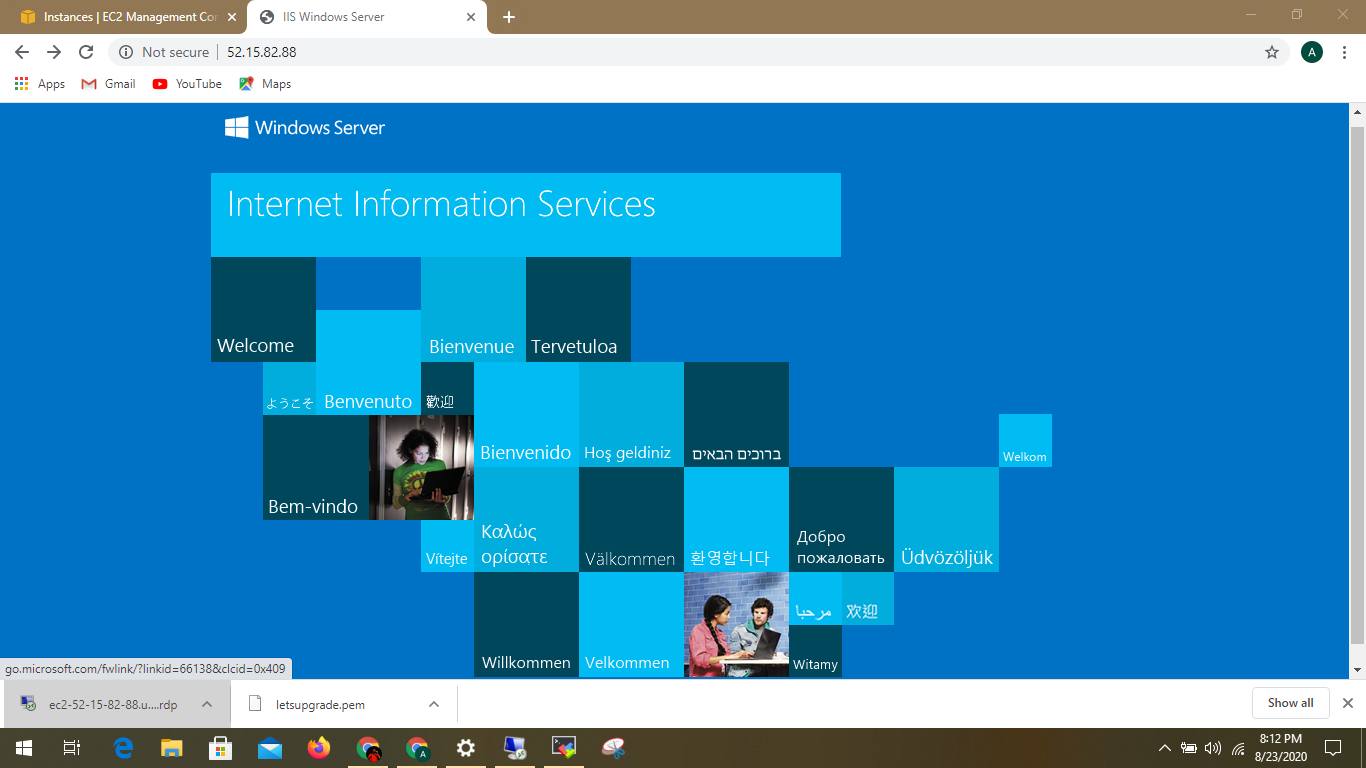 Instances | EC2 Management Cor
IIS Windows Server
Not secure
52.15.82.88
A
Apps
Gmail
YouTube
Maps
Windows Server
Internet Information Services
Welcome
Bienvenue
Tervetuloa
ようこそ
Benvenuto
歡迎
Bienvenido
Hoş geldiniz
ברוכים הבאים
Welkom
Bem-vindo
Vítejte
Καλώς
ορίσατε
Välkommen
환영합니다
Добро
пожаловать
Üdvözöljük
مرحبا
欢迎
Willkommen
Velkommen
Witamy
go.microsoft.com/fwlink/?linkid=66138&clcid=0x409
ec2-52-15-82-88.u....rdp
letsupgrade.pem
Show all
A
8:12 PM
8/23/2020